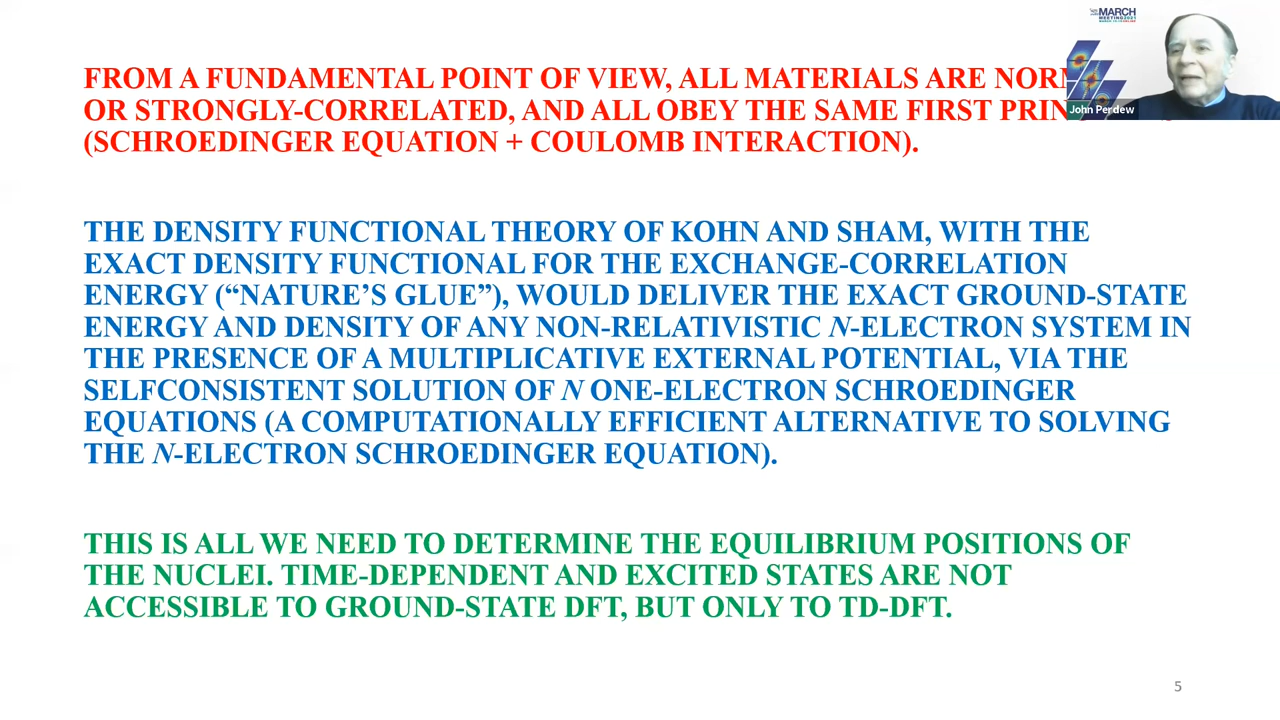 MARCH
MEETING 2021
FROM A FUNDAMENTAL POINT OF VIEW, ALL MATERIALS ARE
OR STRONGLY-CORRELATED, AND ALL OBEY THE SAME FIRST
John Perdew
(SCHROEDINGER EQUATION + COULOMB INTERACTION).
THE DENSITY FUNCTIONAL THEORY OF KOHN AND SHAM, WITH THE
EXACT DENSITY FUNCTIONAL FOR THE EXCHANGE-CORRELATION
ENERGY (“NATURE’S GLUE”), WOULD DELIVER THE EXACT GROUND-STATE
ENERGY AND DENSITY OF ANY NON-RELATIVISTIC N-ELECTRON SYSTEM IN
THE PRESENCE OF A MULTIPLICATIVE EXTERNAL POTENTIAL, VIA THE
SELFCONSISTENT SOLUTION OF N ONE-ELECTRON SCHROEDINGER
EQUATIONS (A COMPUTATIONALLY EFFICIENT ALTERNATIVE TO SOLVING
THE N-ELECTRON SCHROEDINGER EQUATION).
THIS IS ALL WE NEED TO DETERMINE THE EQUILIBRIUM POSITIONS OF
THE NUCLEI. TIME-DEPENDENT AND EXCITED STATES ARE NOT
ACCESSIBLE TO GROUND-STATE DFT, BUT ONLY TO TD-DFT.
5